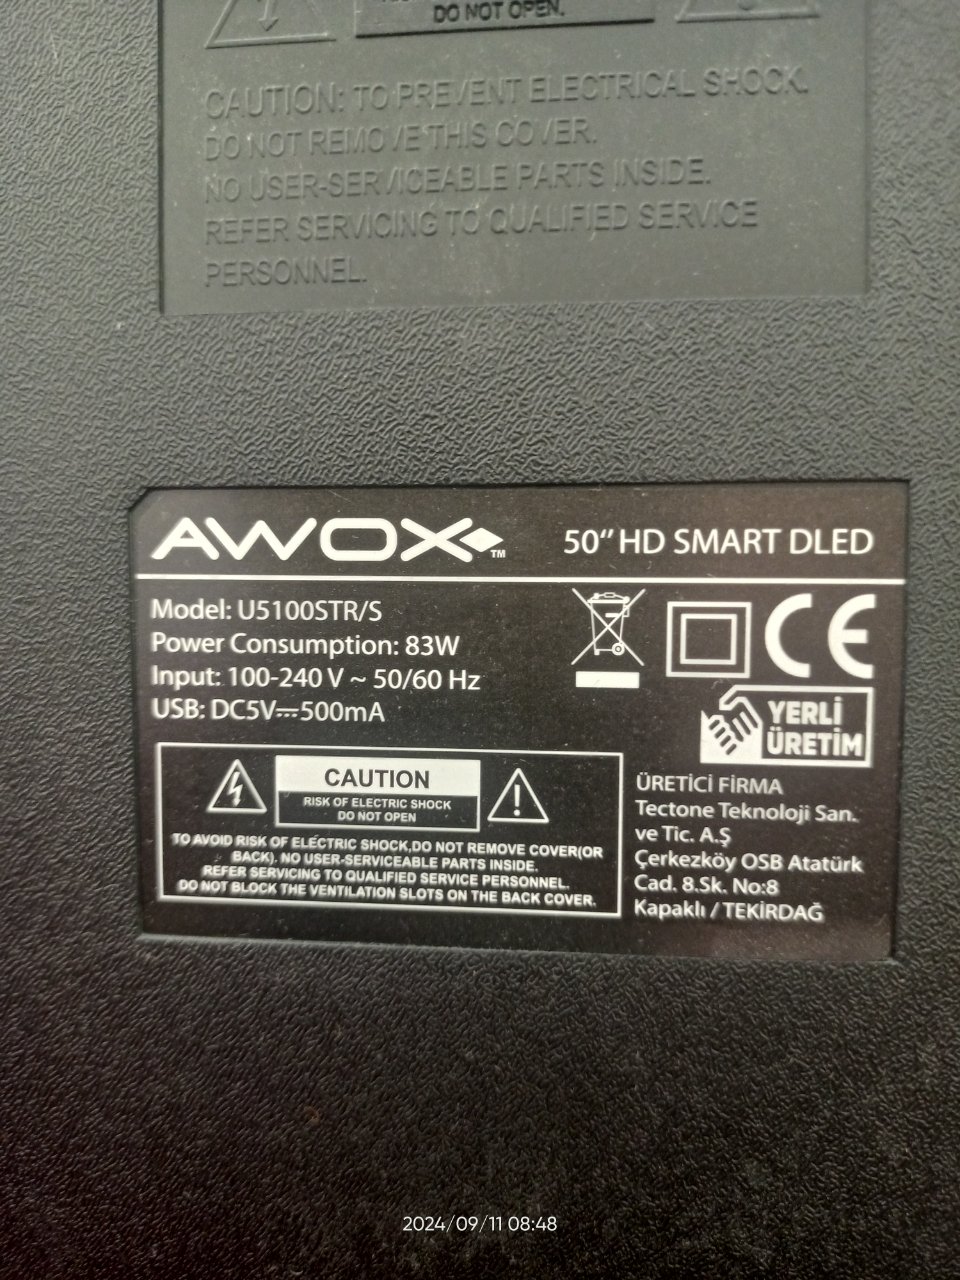 DO NOT OPEN.
CAUTION: TO PREVENT ELECTRICAL SHOCK.
DO NOT REMOVE THIS COVER.
NO USER-SERVICEABLE PARTS INSIDE.
REFER SERVICING TO QUALIFIED SERVICE
PERSONNEL.
AWOX TM 50" HD SMART DLED
Model: U5100STR/S
Power Consumption: 83W
Input: 100-240 V ~ 50/60 Hz
USB: DC5V⎓500mA
CE
YERLİ
ÜRETİM
CAUTION
RISK OF ELECTRIC SHOCK
DO NOT OPEN
TO AVOID RISK OF ELECTRIC SHOCK,DO NOT REMOVE COVER(OR
BACK). NO USER-SERVICEABLE PARTS INSIDE.
REFER SERVICING TO QUALIFIED SERVICE PERSONNEL.
DO NOT BLOCK THE VENTILATION SLOTS ON THE BACK COVER.
ÜRETİCİ FİRMA
Tectone Teknoloji San.
ve Tic. A.Ş
Çerkezköy OSB Atatürk
Cad. 8.Sk. No:8
Kapaklı / TEKİRDAĞ
2024/09/11 08:48